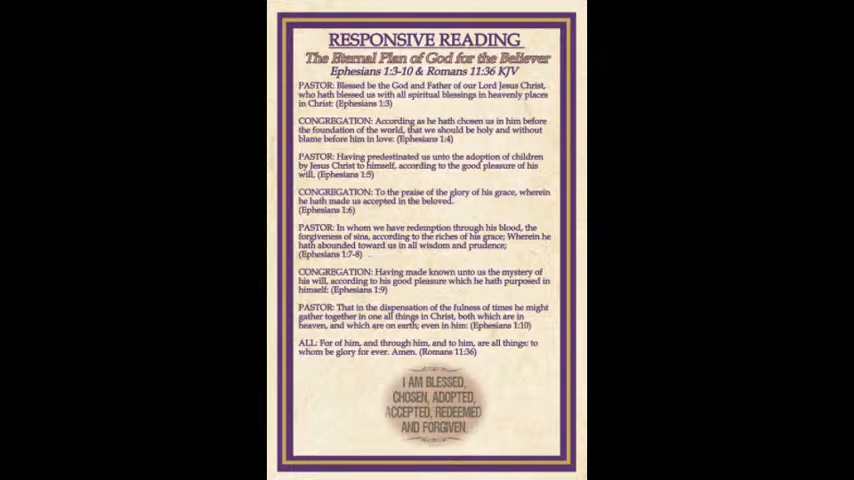 RESPONSIVE READING
The Eternal Plan of God for the Believer
Ephesians 1:3-10 & Romans 11:36 KJV
PASTOR: Blessed be the God and Father of our Lord Jesus Christ,
who hath blessed us with all spiritual blessings in heavenly places
in Christ: (Ephesians 1:3)
CONGREGATION: According as he hath chosen us in him before
the foundation of the world, that we should be holy and without
blame before him in love: (Ephesians 1:4)
PASTOR: Having predestinated us unto the adoption of children
by Jesus Christ to himself, according to the good pleasure of his
will, (Ephesians 1:5)
CONGREGATION: To the praise of the glory of his grace, wherein
he hath made us accepted in the beloved.
(Ephesians 1:6)
PASTOR: In whom we have redemption through his blood, the
forgiveness of sins, according to the riches of his grace; Wherein he
hath abounded toward us in all wisdom and prudence;
(Ephesians 1:7-8)
CONGREGATION: Having made known unto us the mystery of
his will, according to his good pleasure which he hath purposed in
himself: (Ephesians 1:9)
PASTOR: That in the dispensation of the fulness of times he might
gather together in one all things in Christ, both which are in
heaven, and which are on earth; even in him: (Ephesians 1:10)
ALL: For of him, and through him, and to him, are all things: to
whom be glory for ever. Amen. (Romans 11:36)
I AM BLESSED,
CHOSEN, ADOPTED,
ACCEPTED, REDEEMED
AND FORGIVEN.